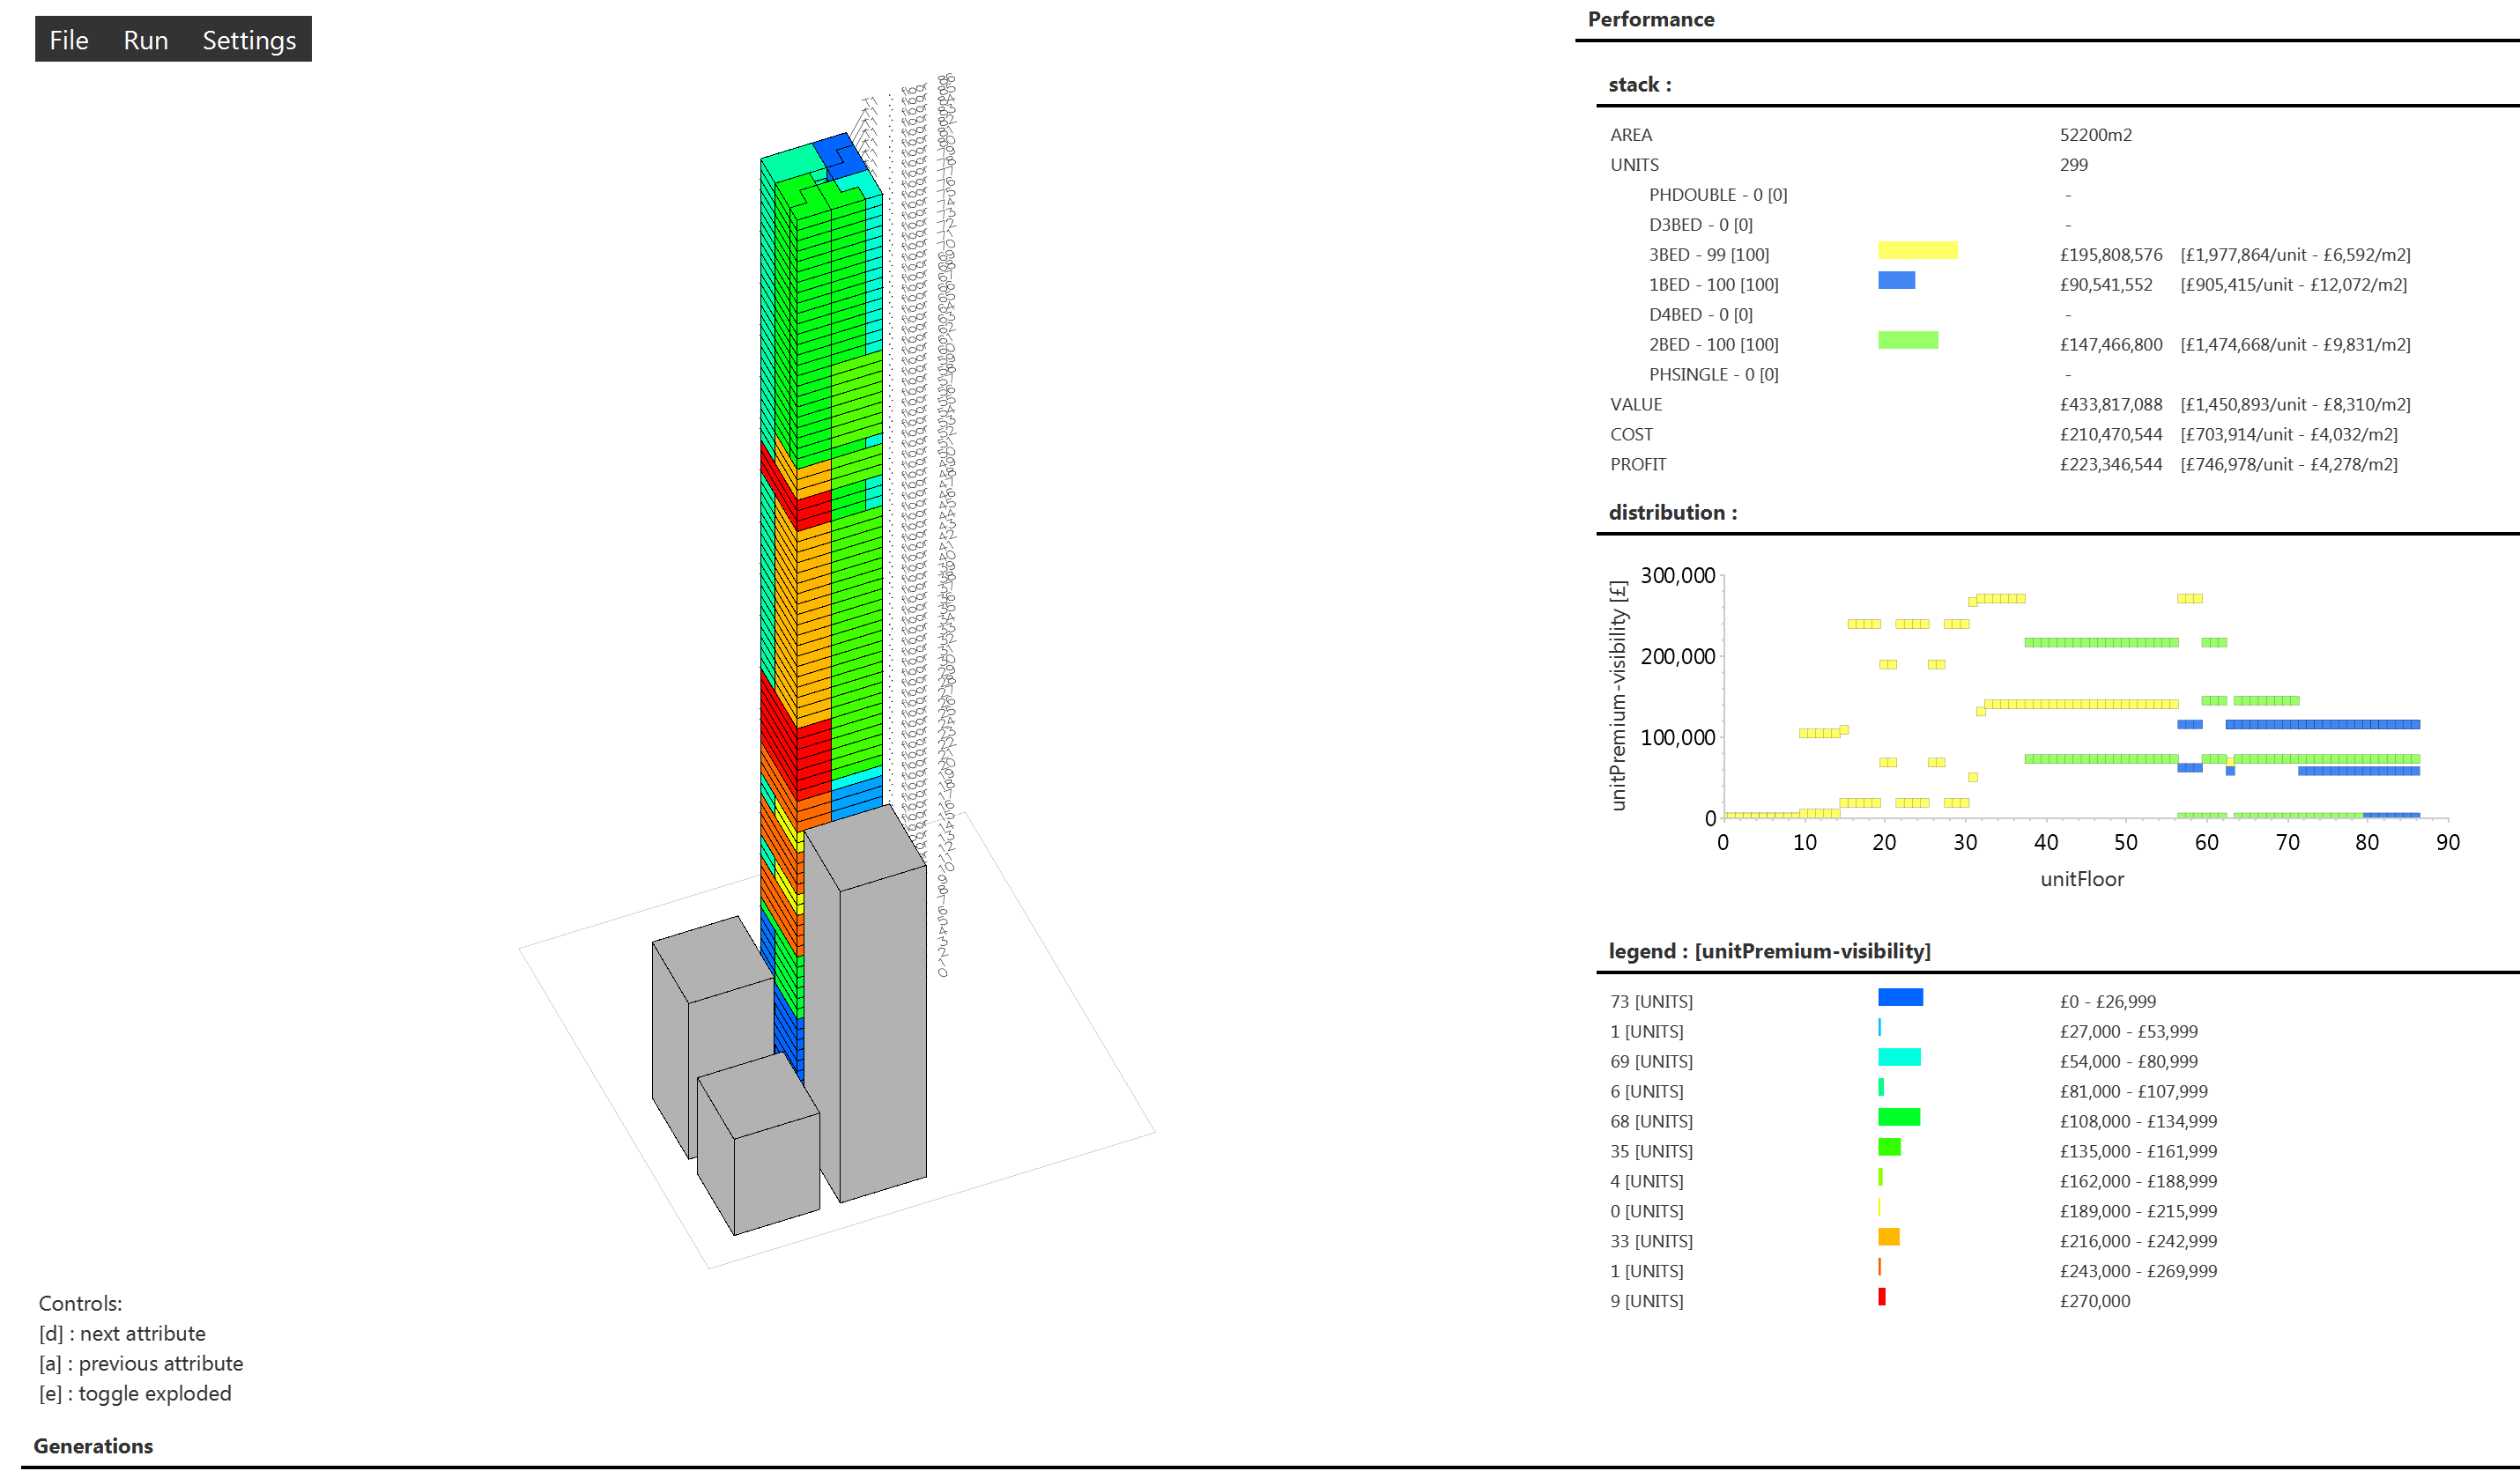 File Run Settings
Performance
stack :
AREA 52200m2
UNITS 299
PHDOUBLE - 0 [0] -
D3BED - 0 [0] -
3BED - 99 [100] £195,808,576 [£1,977,864/unit - £6,592/m2]
1BED - 100 [100] £90,541,552 [£905,415/unit - £12,072/m2]
D4BED - 0 [0] -
2BED - 100 [100] £147,466,800 [£1,474,668/unit - £9,831/m2]
PHSINGLE - 0 [0] -
VALUE £433,817,088 [£1,450,893/unit - £8,310/m2]
COST £210,470,544 [£703,914/unit - £4,032/m2]
PROFIT £223,346,544 [£746,978/unit - £4,278/m2]
distribution :
unitPremium-visibility [£]
300,000
200,000
100,000
0
0 10 20 30 40 50 60 70 80 90
unitFloor
legend : [unitPremium-visibility]
73 [UNITS] £0 - £26,999
1 [UNITS] £27,000 - £53,999
69 [UNITS] £54,000 - £80,999
6 [UNITS] £81,000 - £107,999
68 [UNITS] £108,000 - £134,999
35 [UNITS] £135,000 - £161,999
4 [UNITS] £162,000 - £188,999
0 [UNITS] £189,000 - £215,999
33 [UNITS] £216,000 - £242,999
1 [UNITS] £243,000 - £269,999
9 [UNITS] £270,000
Controls:
[d] : next attribute
[a] : previous attribute
[e] : toggle exploded
Generations